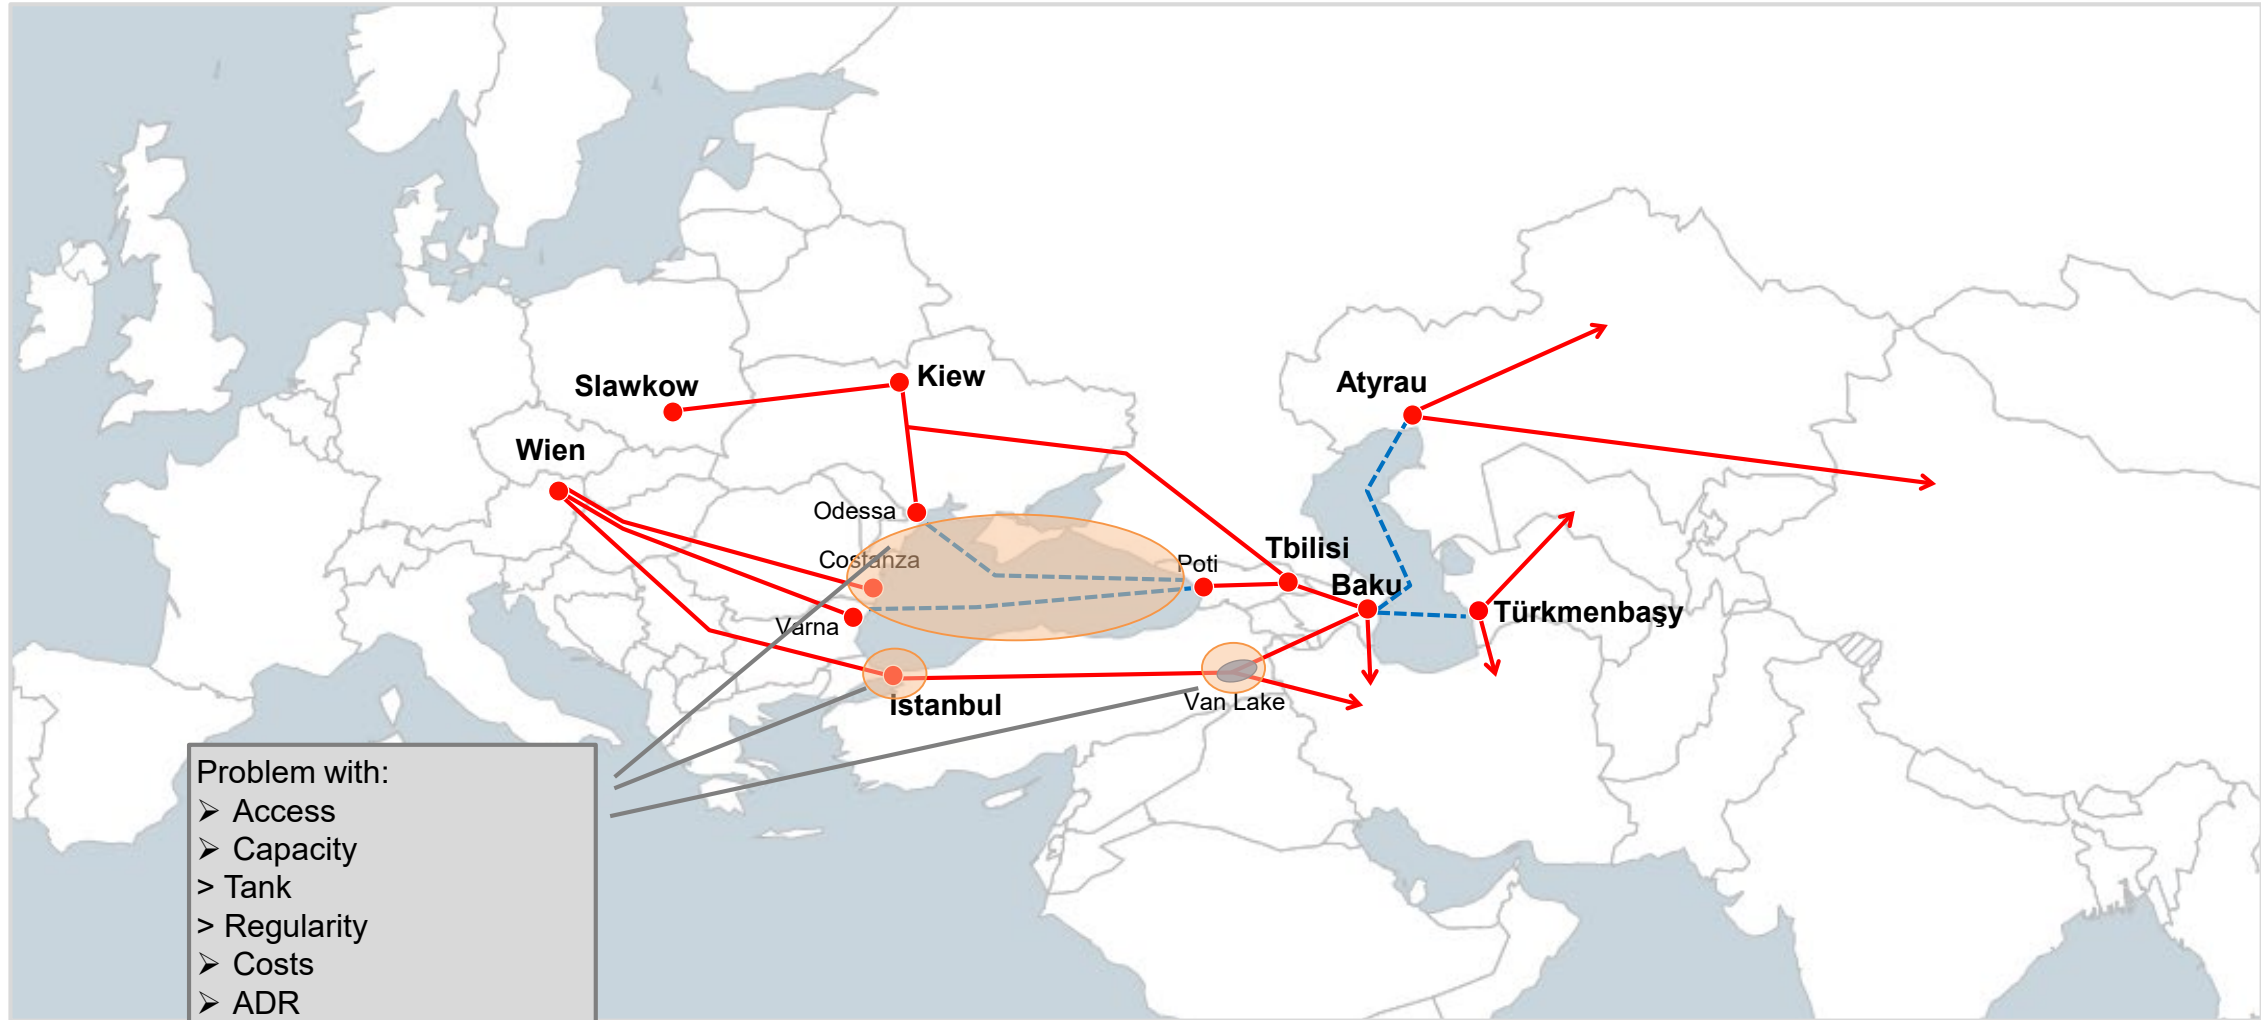 Slawkow
Kiew
Atyrau
Wien
Odessa
Costanza
Poti
Tbilisi
Baku
Varna
Türkmenbaşy
Istanbul
Van Lake
Problem with:
➢ Access
➢ Capacity
> Tank
> Regularity
➢ Costs
➢ ADR